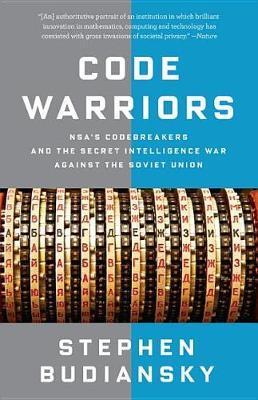 "[An] authoritative portrait of an institution in which brilliant
innovation in mathematics, computing and technology has
coexisted with gross invasions of societal privacy." —Nature
CODE
WARRIORS
NSA'S CODEBREAKERS
AND THE SECRET INTELLIGENCE WAR
AGAINST THE SOVIET UNION
STEPHEN
BUDIANSKY